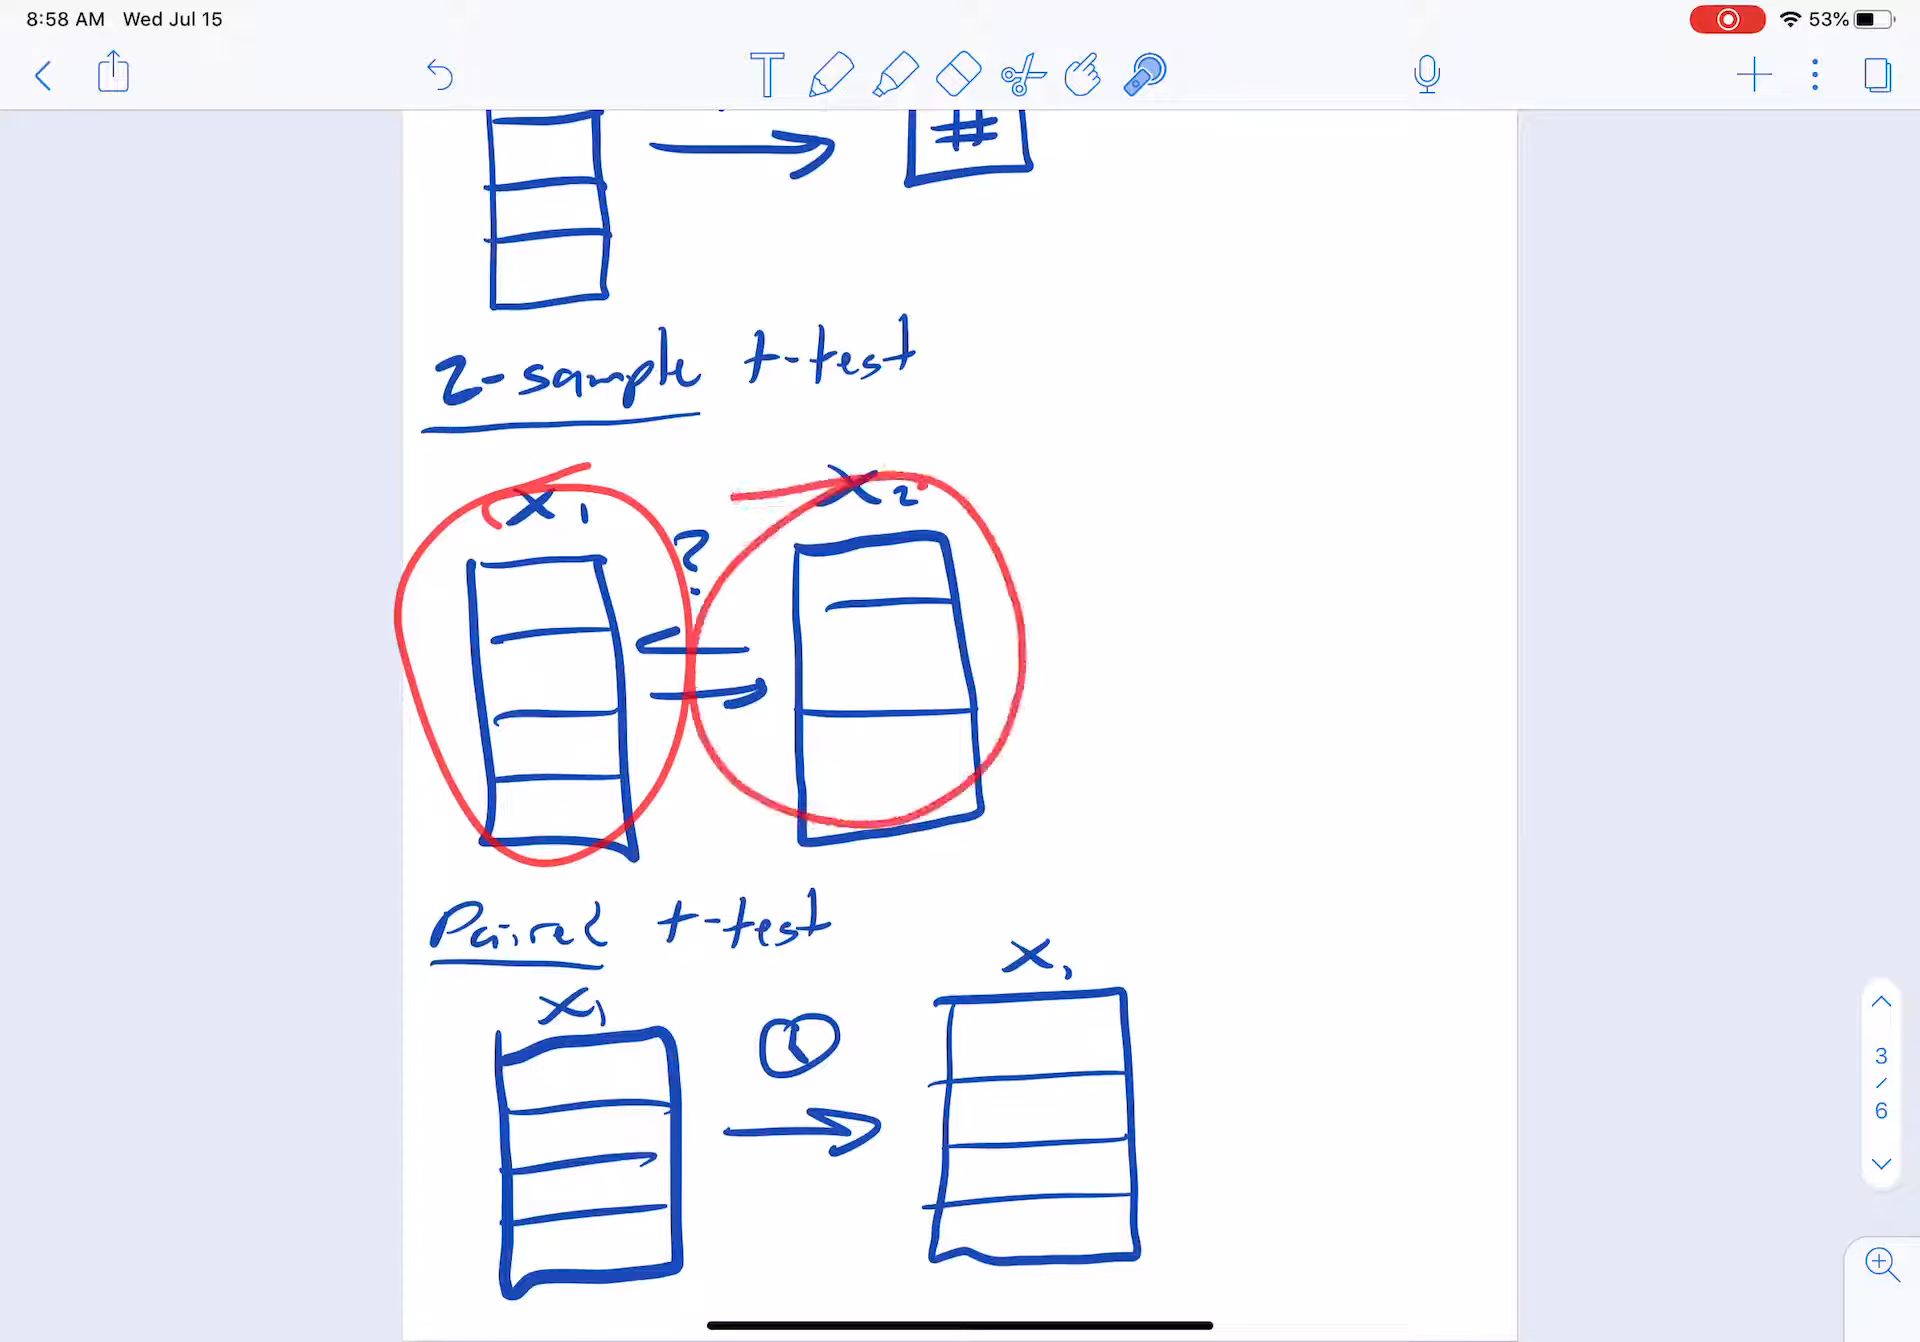 8:58 AM Wed Jul 15
53%
T
#
2-sample t-test
X1 X2
?
Paired t-test
X1 X1
3
/
6